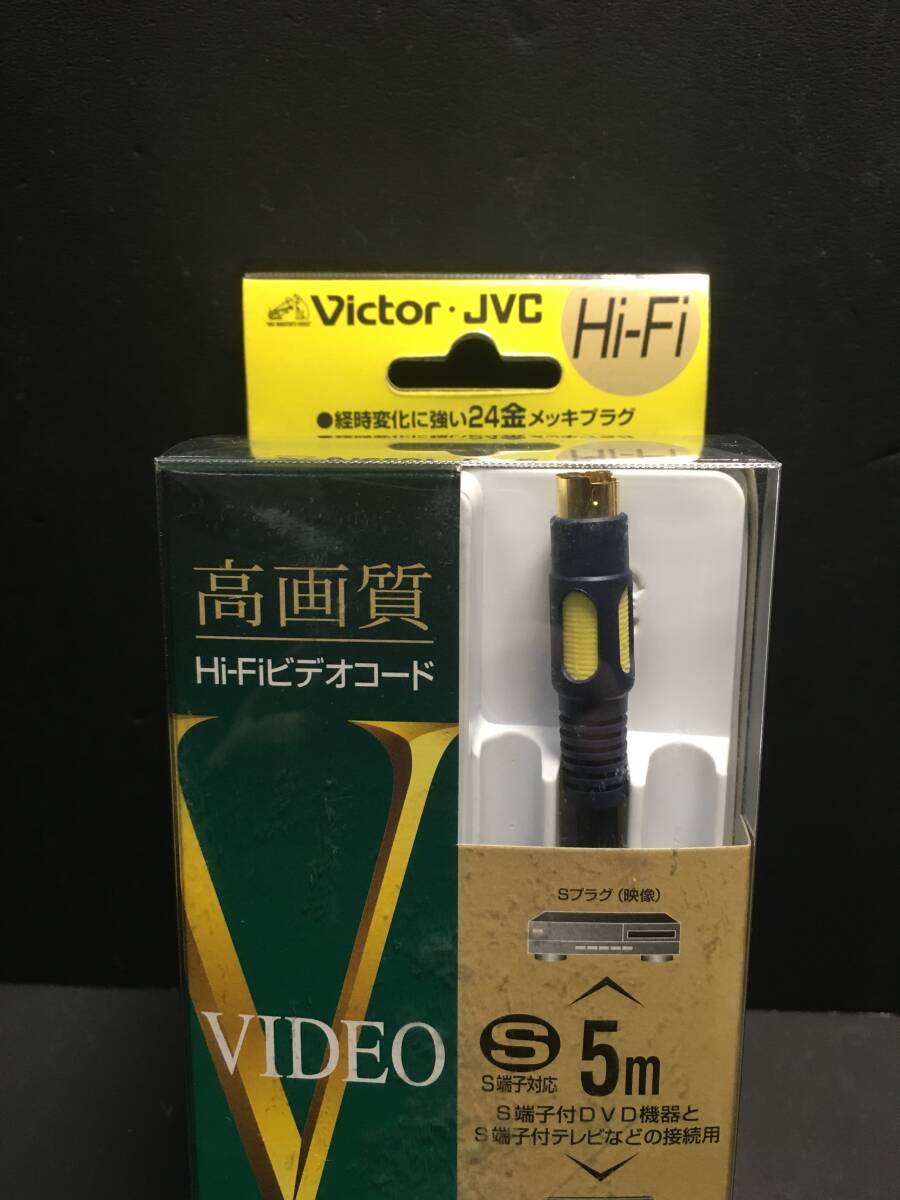 Victor・JVC
Hi-Fi
●経時変化に強い24金メッキプラグ
高画質
Hi-Fiビデオコード
VIDEO
Sプラグ(映像)
S
S端子対応
5m
S端子付DVD機器と
S端子付テレビなどの接続用